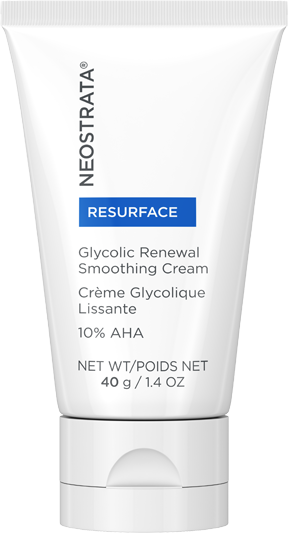 NEOSTRATA®
RESURFACE
Glycolic Renewal
Smoothing Cream
Crème Glycolique
Lissante
10% AHA
NET WT/POIDS NET
40 g / 1.4 OZ